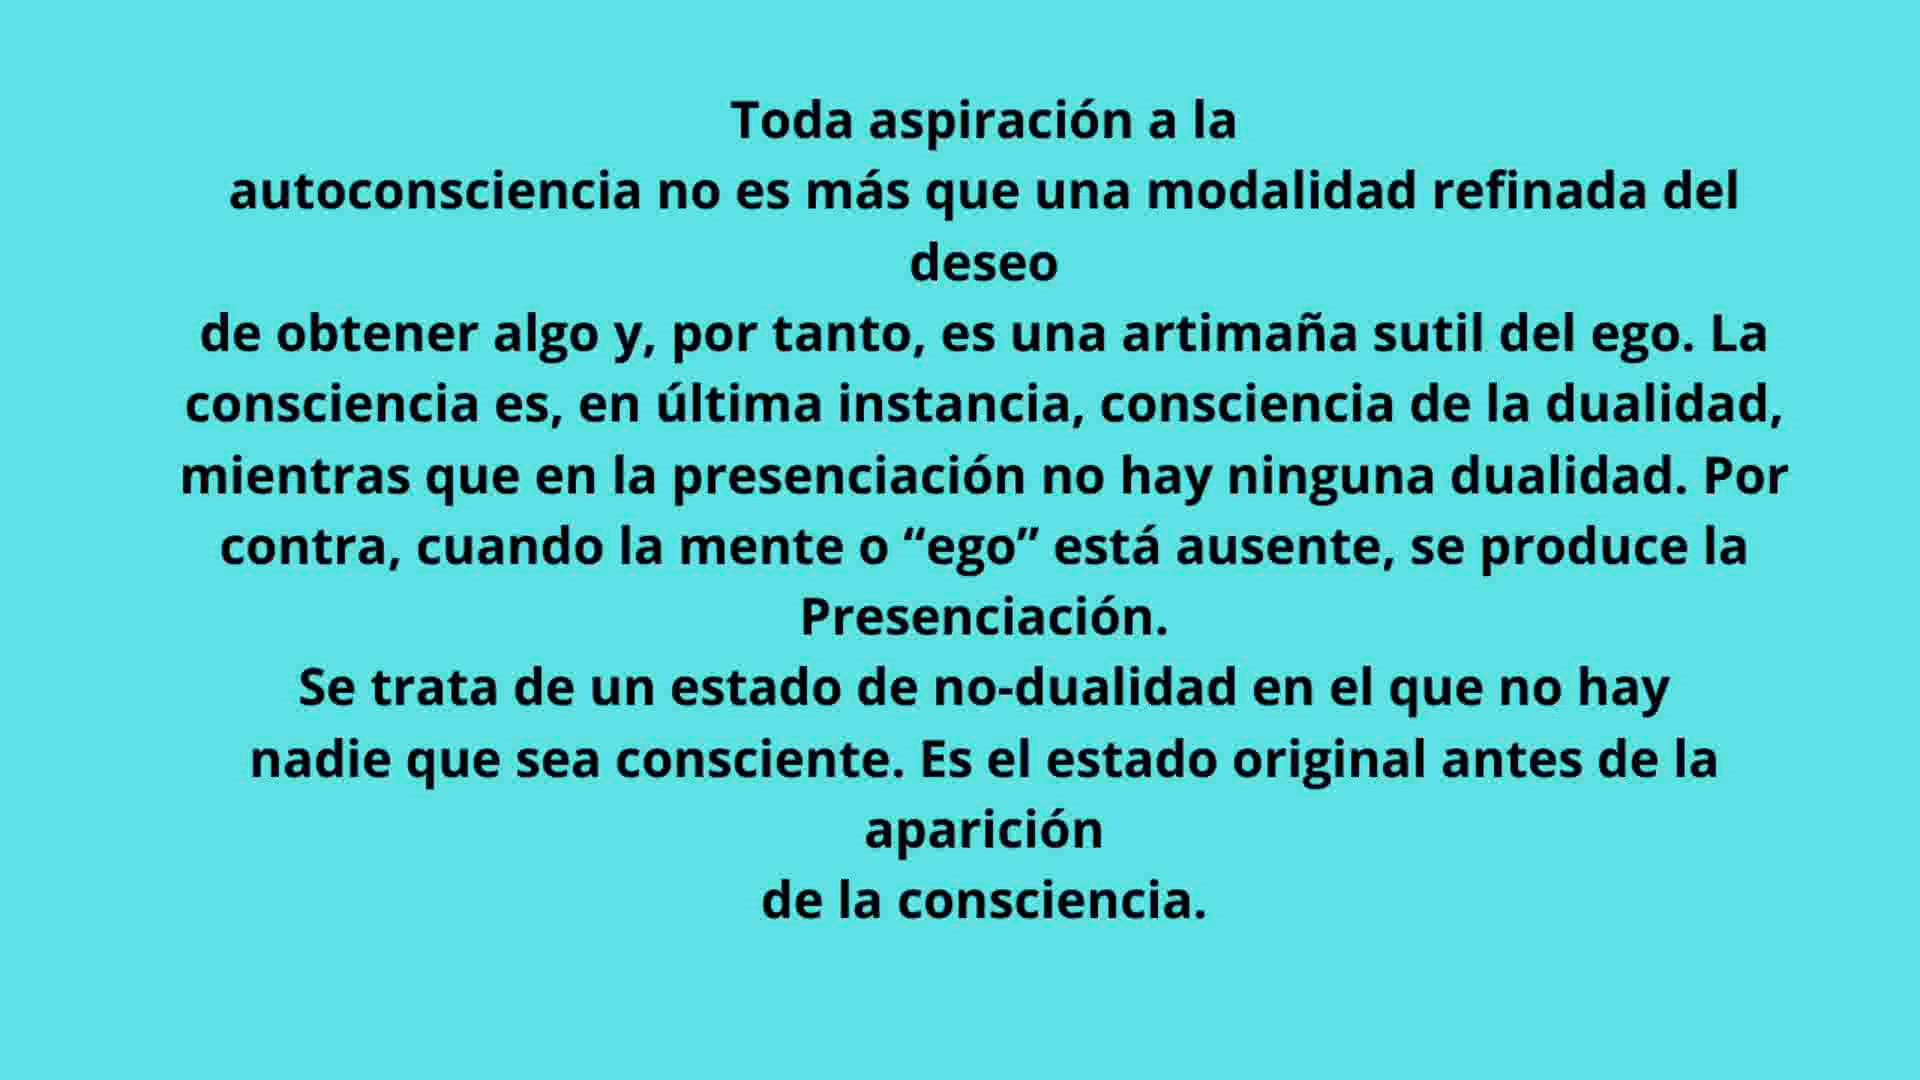 Toda aspiración a la
autoconsciencia no es más que una modalidad refinada del
deseo
de obtener algo y, por tanto, es una artimaña sutil del ego. La
consciencia es, en última instancia, consciencia de la dualidad,
mientras que en la presenciación no hay ninguna dualidad. Por
contra, cuando la mente o “ego” está ausente, se produce la
Presenciación.
Se trata de un estado de no-dualidad en el que no hay
nadie que sea consciente. Es el estado original antes de la
aparición
de la consciencia.